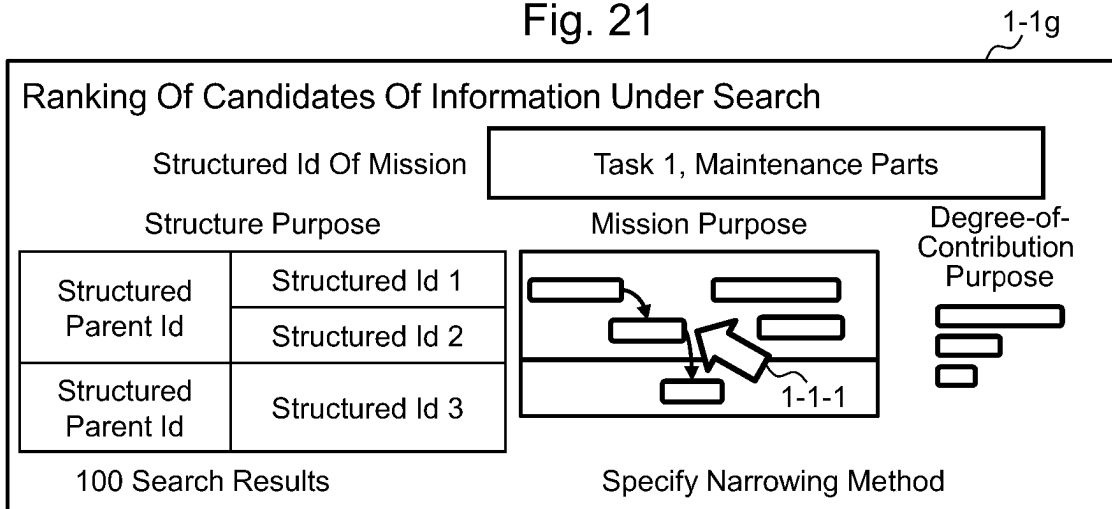 Fig. 21
1-1g
Ranking Of Candidates Of Information Under Search
Structured Id Of Mission
Task 1, Maintenance Parts
Structure Purpose
Mission Purpose
Degree-of-
Contribution
Purpose
Structured
Parent Id
Structured Id 1
Structured Id 2
Structured
Parent Id
Structured Id 3
1-1-1
100 Search Results
Specify Narrowing Method